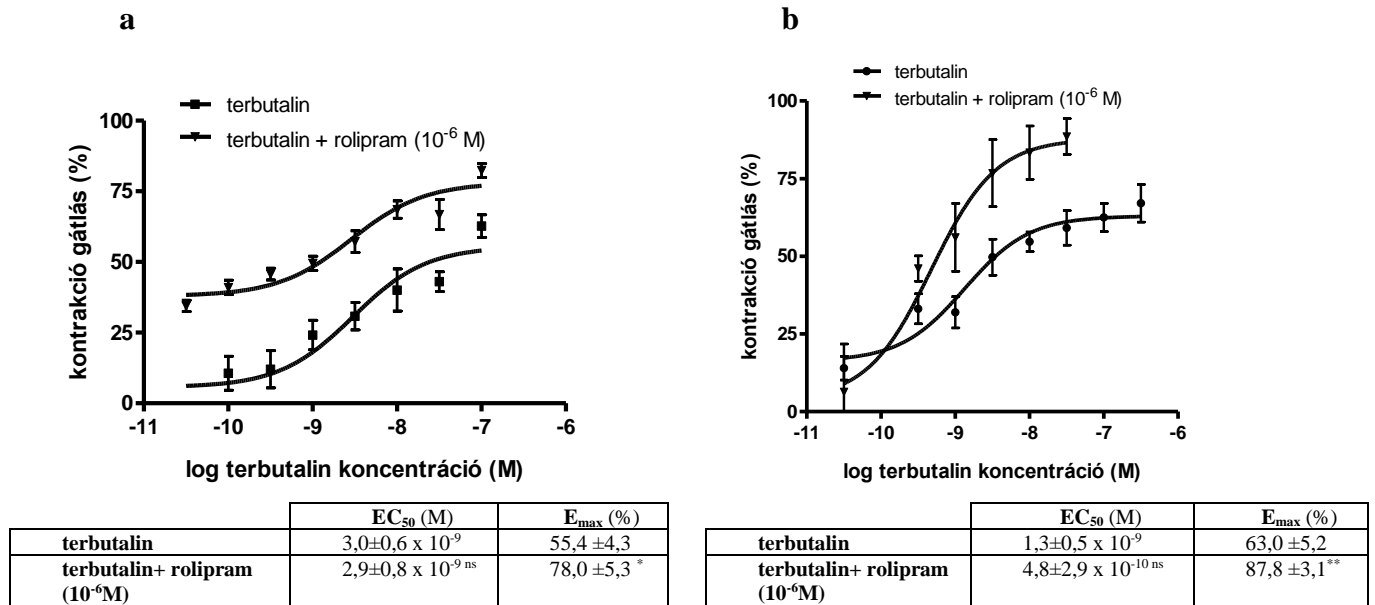 a
terbutalin
terbutalin + rolipram (10⁻⁶ M)
100
75
50
25
0
kontrakció gátlás (%)
-11 -10 -9 -8 -7 -6
log terbutalin koncentráció (M)
EC₅₀ (M) Eₘₐₓ (%)
terbutalin 3,0±0,6 x 10⁻⁹ 55,4 ±4,3
terbutalin+ rolipram (10⁻⁶M) 2,9±0,8 x 10⁻⁹ ⁿˢ 78,0 ±5,3 *
b
terbutalin
terbutalin + rolipram (10⁻⁶ M)
100
75
50
25
0
kontrakció gátlás (%)
-11 -10 -9 -8 -7 -6
log terbutalin koncentráció (M)
EC₅₀ (M) Eₘₐₓ (%)
terbutalin 1,3±0,5 x 10⁻⁹ 63,0 ±5,2
terbutalin+ rolipram (10⁻⁶M) 4,8±2,9 x 10⁻¹⁰ ⁿˢ 87,8 ±3,1**